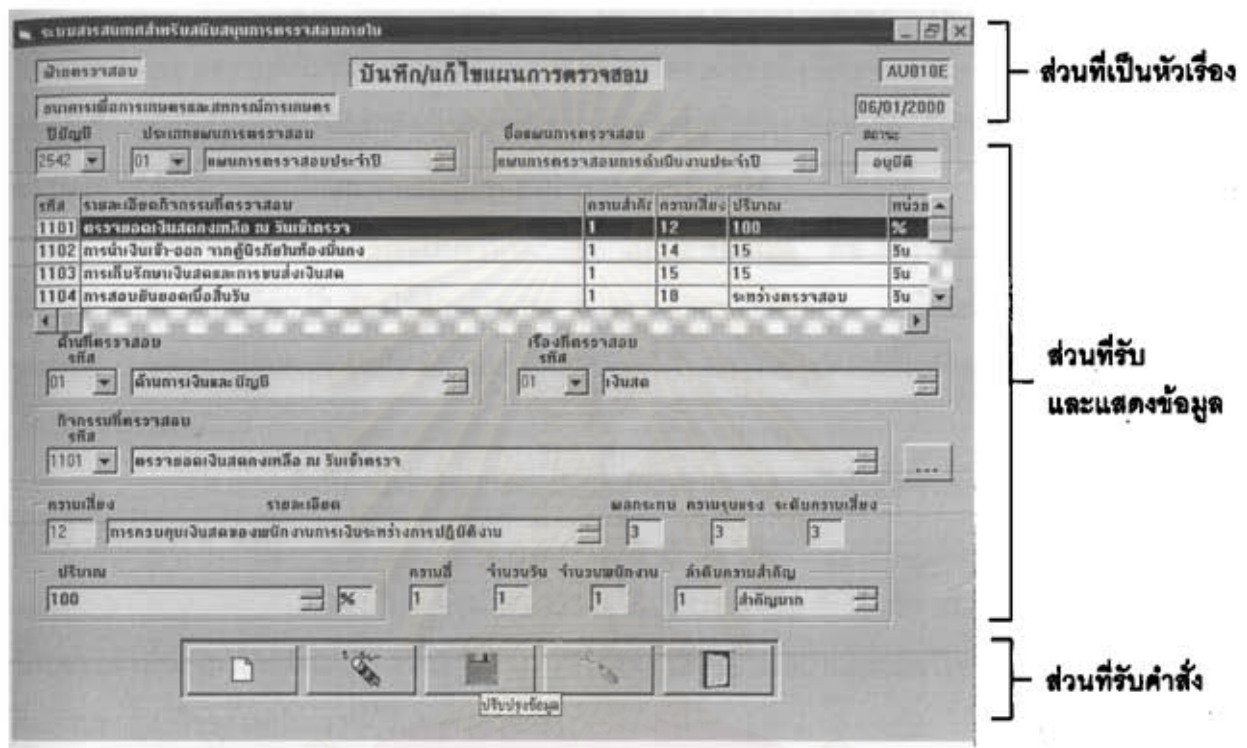 ระบบสารสนเทศสำหรับสนับสนุนการตรวจสอบภายใน
ฝ่ายตรวจสอบ บันทึก/แก้ไขแผนการตรวจสอบ AU010E
ธนาคารเพื่อการเกษตรและสหกรณ์การเกษตร 06/01/2000
ส่วนที่เป็นหัวเรื่อง
ปีบัญชี ประเภทแผนการตรวจสอบ ชื่อแผนการตรวจสอบ สถานะ
2542 01 แผนการตรวจสอบประจำปี แผนการตรวจสอบการดำเนินงานประจำปี อนุมัติ
รหัส รายละเอียดกิจกรรมที่ตรวจสอบ ความสำคัญ ความเสี่ยง ปริมาณ หน่วย
1101 ตรวจยอดเงินสดคงเหลือ ณ วันเข้าตรวจ 1 12 100 %
1102 การนำเงินเข้า-ออก จากตู้นิรภัยในห้องมั่นคง 1 14 15 วัน
1103 การเก็บรักษาเงินสดและการขนส่งเงินสด 1 15 15 วัน
1104 การสอบยันยอดเมื่อสิ้นวัน 1 18 ระหว่างตรวจสอบ วัน
ด้านที่ตรวจสอบ เรื่องที่ตรวจสอบ
รหัส รหัส
01 ด้านการเงินและบัญชี 01 เงินสด
ส่วนที่รับ
และแสดงข้อมูล
กิจกรรมที่ตรวจสอบ
รหัส
1101 ตรวจยอดเงินสดคงเหลือ ณ วันเข้าตรวจ ...
ความเสี่ยง รายละเอียด ผลกระทบ ความรุนแรง ระดับความเสี่ยง
12 การควบคุมเงินสดของพนักงานการเงินระหว่างการปฏิบัติงาน 3 3 3
ปริมาณ ความถี่ จำนวนวัน จำนวนพนักงาน ลำดับความสำคัญ
100 % 1 1 1 1 สำคัญมาก
ปรับปรุงข้อมูล
ส่วนที่รับคำสั่ง